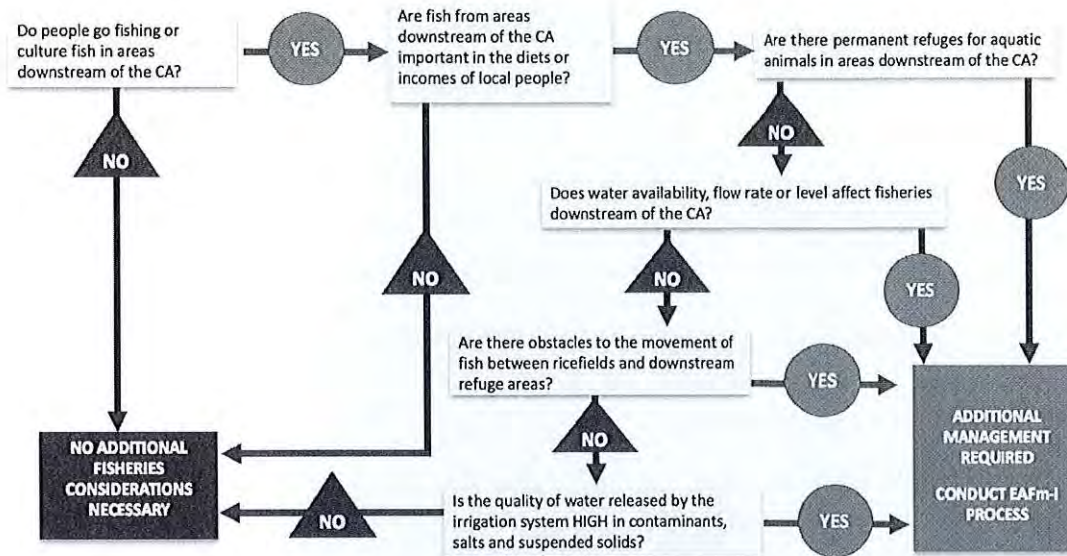 Do people go fishing or
culture fish in areas
downstream of the CA?
YES
Are fish from areas
downstream of the CA
important in the diets or
incomes of local people?
YES
Are there permanent refuges for aquatic
animals in areas downstream of the CA?
NO
NO
YES
Does water availability, flow rate or level affect fisheries
downstream of the CA?
NO
NO
YES
Are there obstacles to the movement of
fish between ricefields and downstream
refuge areas?
YES
NO
NO ADDITIONAL
FISHERIES
CONSIDERATIONS
NECESSARY
ADDITIONAL
MANAGEMENT
REQUIRED
CONDUCT EAFm-I
PROCESS
NO
Is the quality of water released by the
irrigation system HIGH in contaminants,
salts and suspended solids?
YES